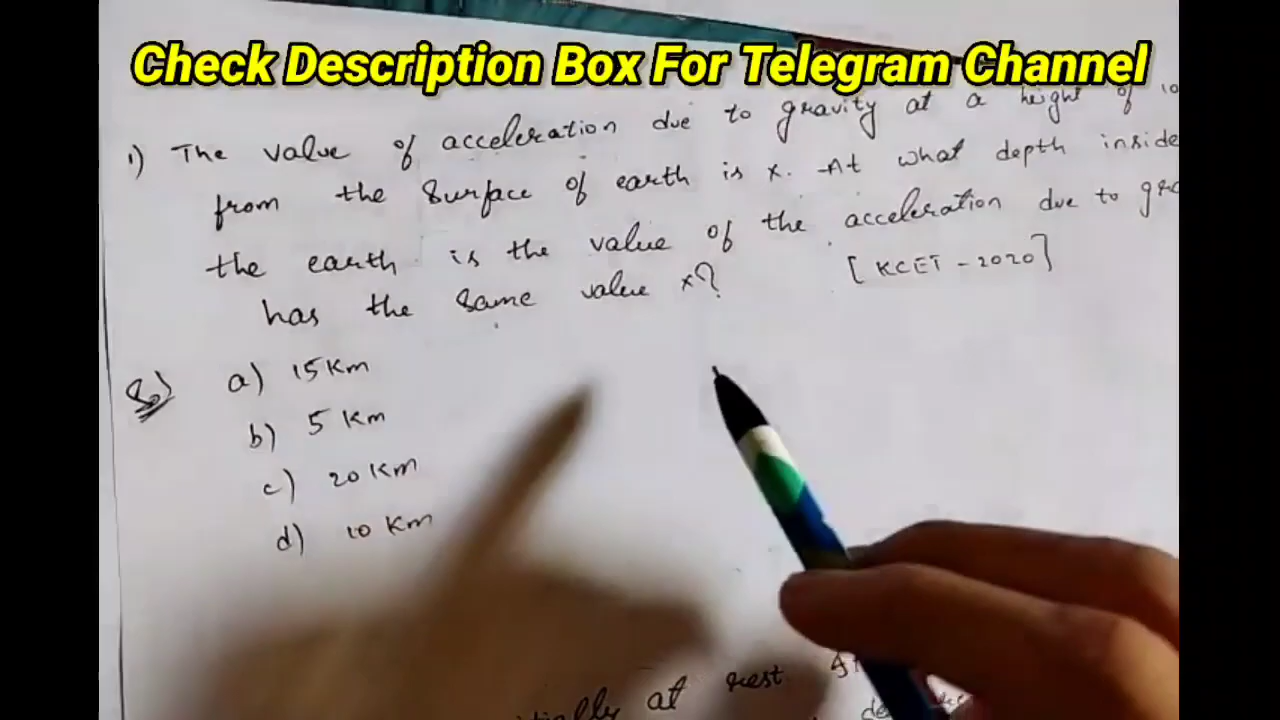 Check Description Box For Telegram Channel
1) The value of acceleration due to gravity at a height of 10
from the surface of earth is x. At what depth inside
the earth is the value of the acceleration due to gra
has the same value x?
[KCET - 2020]
Sol
a) 15 Km
b) 5 Km
c) 20 Km
d) 10 Km
at rest